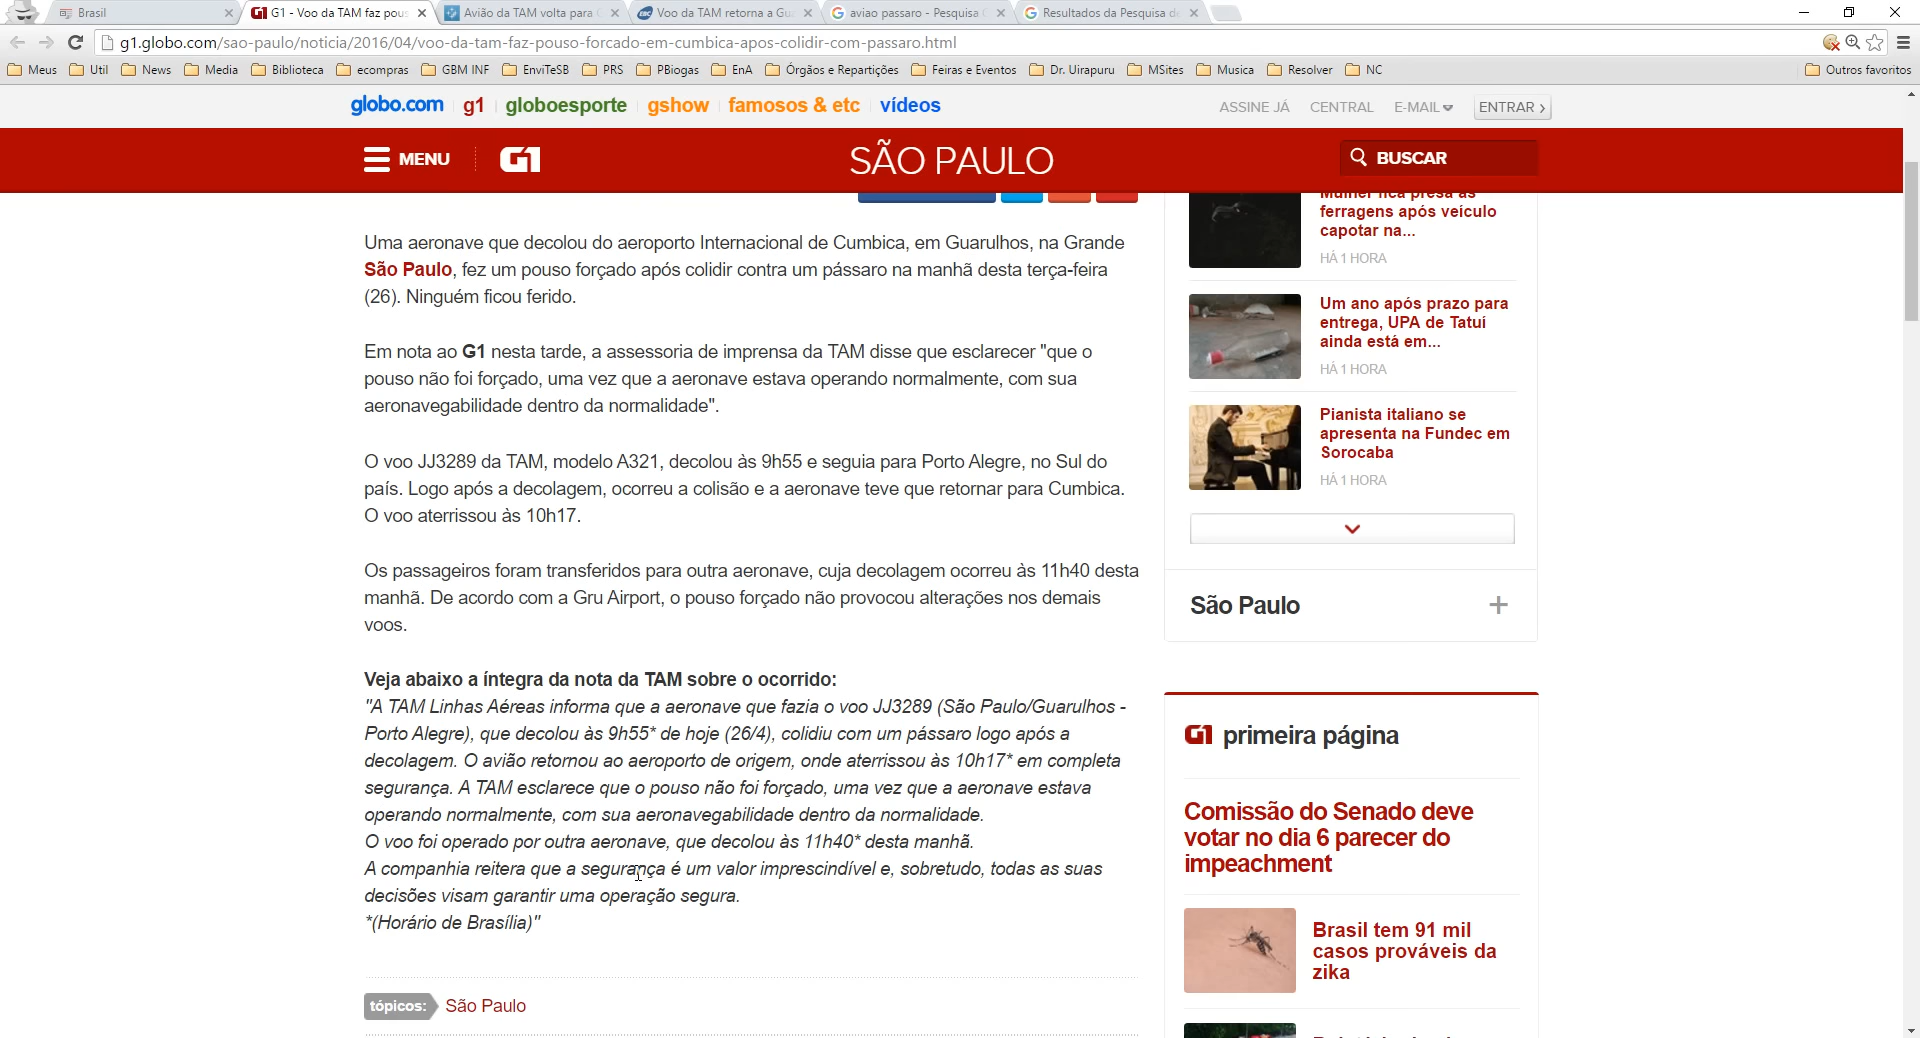 Brasil
G1 - Voo da TAM faz pous
Avião da TAM volta para G
Voo da TAM retorna a Gu
aviao passaro - Pesquisa
Resultados da Pesquisa d
g1.globo.com/sao-paulo/noticia/2016/04/voo-da-tam-faz-pouso-forcado-em-cumbica-apos-colidir-com-passaro.html
Meus Util News Media Biblioteca ecompras GBM INF EnviTeSB PRS PBiogas EnA Órgãos e Repartições Feiras e Eventos Dr. Uirapuru MSites Musica Resolver NC Outros favoritos
globo.com g1 globoesporte gshow famosos & etc vídeos ASSINE JÁ CENTRAL E-MAIL ENTRAR ›
MENU G1 SÃO PAULO BUSCAR
Uma aeronave que decolou do aeroporto Internacional de Cumbica, em Guarulhos, na Grande
São Paulo, fez um pouso forçado após colidir contra um pássaro na manhã desta terça-feira
(26). Ninguém ficou ferido.
Em nota ao G1 nesta tarde, a assessoria de imprensa da TAM disse que esclarecer "que o
pouso não foi forçado, uma vez que a aeronave estava operando normalmente, com sua
aeronavegabilidade dentro da normalidade".
O voo JJ3289 da TAM, modelo A321, decolou às 9h55 e seguia para Porto Alegre, no Sul do
país. Logo após a decolagem, ocorreu a colisão e a aeronave teve que retornar para Cumbica.
O voo aterrissou às 10h17.
Os passageiros foram transferidos para outra aeronave, cuja decolagem ocorreu às 11h40 desta
manhã. De acordo com a Gru Airport, o pouso forçado não provocou alterações nos demais
voos.
Veja abaixo a íntegra da nota da TAM sobre o ocorrido:
"A TAM Linhas Aéreas informa que a aeronave que fazia o voo JJ3289 (São Paulo/Guarulhos -
Porto Alegre), que decolou às 9h55* de hoje (26/4), colidiu com um pássaro logo após a
decolagem. O avião retornou ao aeroporto de origem, onde aterrissou às 10h17* em completa
segurança. A TAM esclarece que o pouso não foi forçado, uma vez que a aeronave estava
operando normalmente, com sua aeronavegabilidade dentro da normalidade.
O voo foi operado por outra aeronave, que decolou às 11h40* desta manhã.
A companhia reitera que a segurança é um valor imprescindível e, sobretudo, todas as suas
decisões visam garantir uma operação segura.
*(Horário de Brasília)"
tópicos: São Paulo
Mulher fica presa às
ferragens após veículo
capotar na...
HÁ 1 HORA
Um ano após prazo para
entrega, UPA de Tatuí
ainda está em...
HÁ 1 HORA
Pianista italiano se
apresenta na Fundec em
Sorocaba
HÁ 1 HORA
São Paulo +
G1 primeira página
Comissão do Senado deve
votar no dia 6 parecer do
impeachment
Brasil tem 91 mil
casos prováveis da
zika